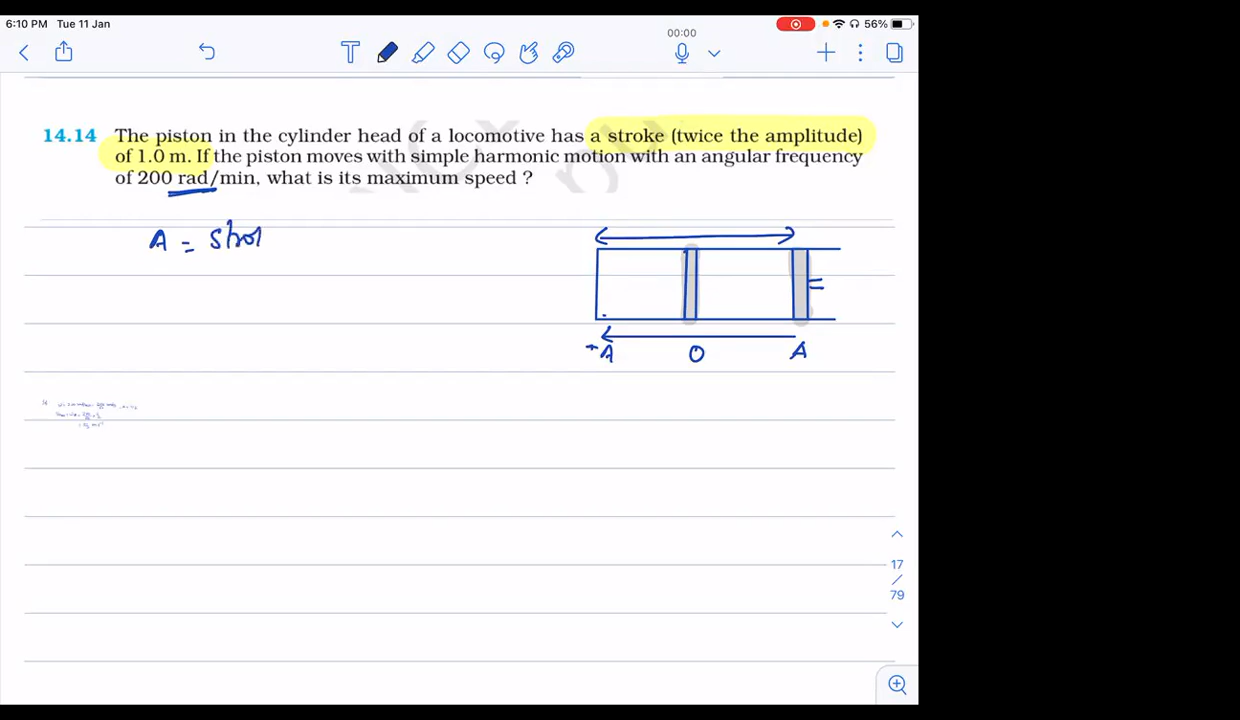 6:10 PM Tue 11 Jan
56%
T
00:00
14.14 The piston in the cylinder head of a locomotive has a stroke (twice the amplitude)
of 1.0 m. If the piston moves with simple harmonic motion with an angular frequency
of 200 rad/min, what is its maximum speed ?
A = Stro
-A O A
17
/
79